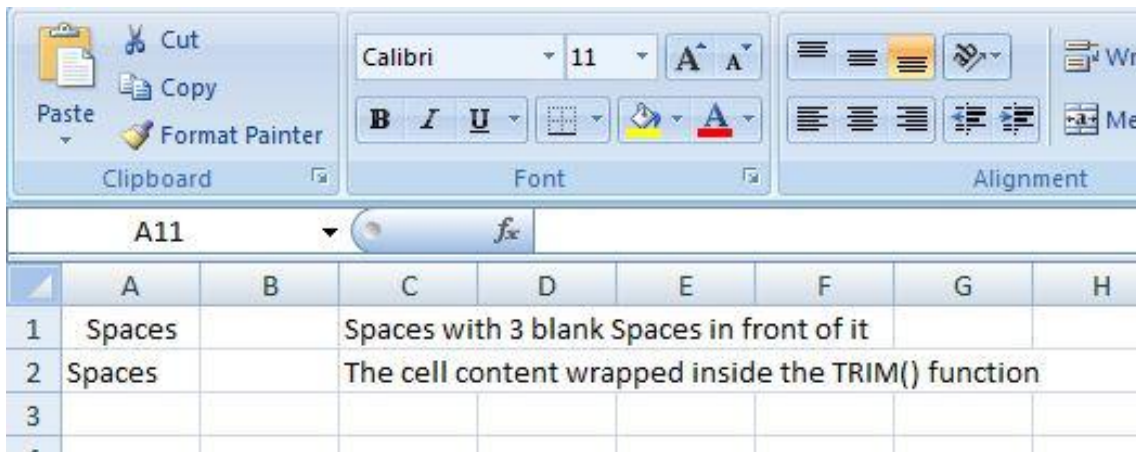 Cut
Copy
Paste
Format Painter
Clipboard
Calibri 11 A A
B I U A
Font
Wr
Me
Alignment
A11 fx
A B C D E F G H
1 Spaces Spaces with 3 blank Spaces in front of it
2 Spaces The cell content wrapped inside the TRIM() function
3